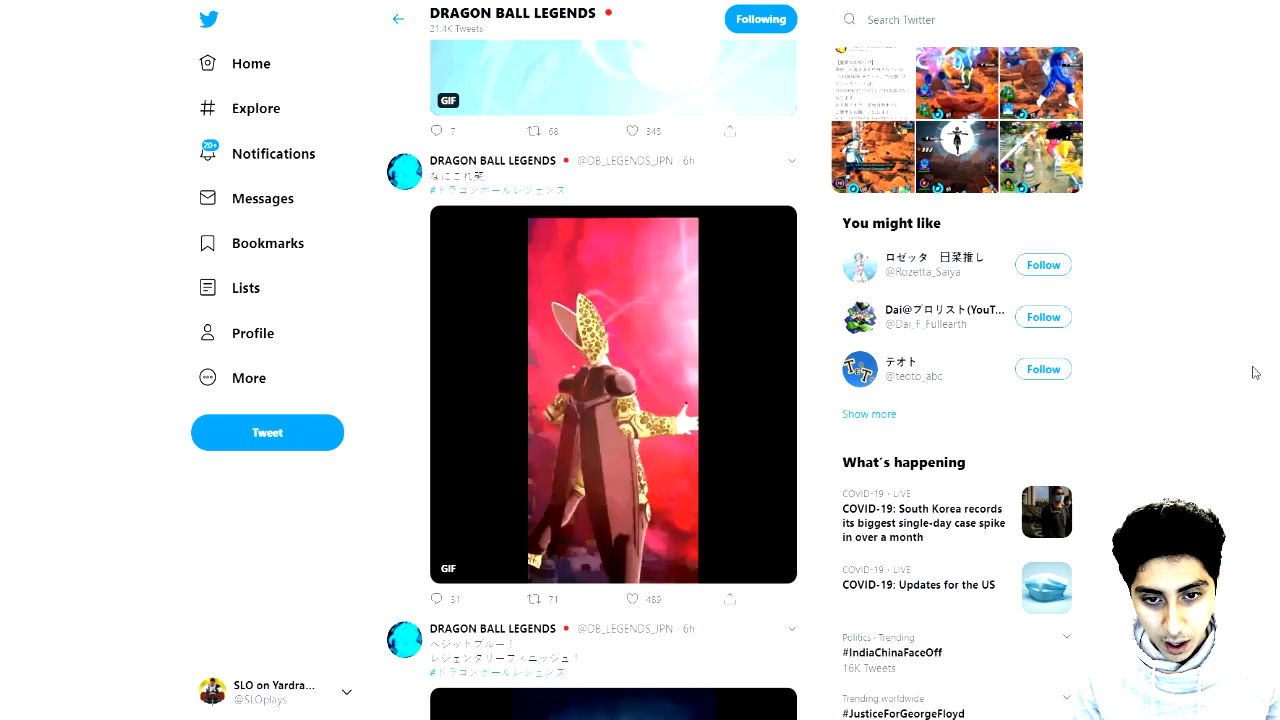 Home
Explore
20+
Notifications
Messages
Bookmarks
Lists
Profile
More
Tweet
SLO on Yardra...
@SLOplays
DRAGON BALL LEGENDS
21.4K Tweets
Following
GIF
7 68 345
DRAGON BALL LEGENDS @DB_LEGENDS_JPN · 6h
なにこれ笑
#ドラゴンボールレジェンズ
GIF
31 71 489
DRAGON BALL LEGENDS @DB_LEGENDS_JPN · 6h
ベジットブルー！
レジェンダリーフィニッシュ！
#ドラゴンボールレジェンズ
Search Twitter
You might like
ロゼッタ 日菜推し
@Rozetta_Saiya
Follow
Dai@プロリスト(YouT...
@Dai_F_Fullearth
Follow
テオト
@teoto_abc
Follow
Show more
What's happening
COVID-19 · LIVE
COVID-19: South Korea records
its biggest single-day case spike
in over a month
COVID-19 · LIVE
COVID-19: Updates for the US
Politics · Trending
#IndiaChinaFaceOff
16K Tweets
Trending worldwide
#JusticeForGeorgeFloyd